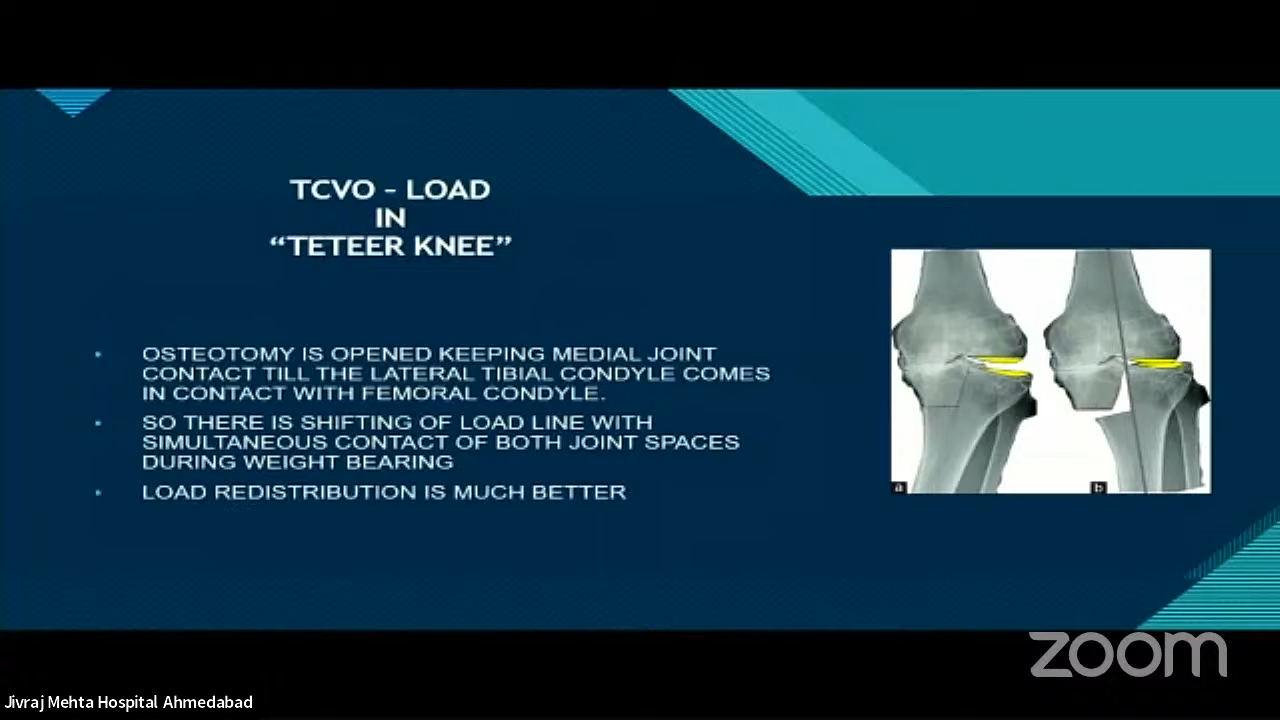 TCVO – LOAD
IN
“TETEER KNEE”
• OSTEOTOMY IS OPENED KEEPING MEDIAL JOINT
CONTACT TILL THE LATERAL TIBIAL CONDYLE COMES
IN CONTACT WITH FEMORAL CONDYLE.
• SO THERE IS SHIFTING OF LOAD LINE WITH
SIMULTANEOUS CONTACT OF BOTH JOINT SPACES
DURING WEIGHT BEARING
• LOAD REDISTRIBUTION IS MUCH BETTER
a b
zoom
Jivraj Mehta Hospital Ahmedabad